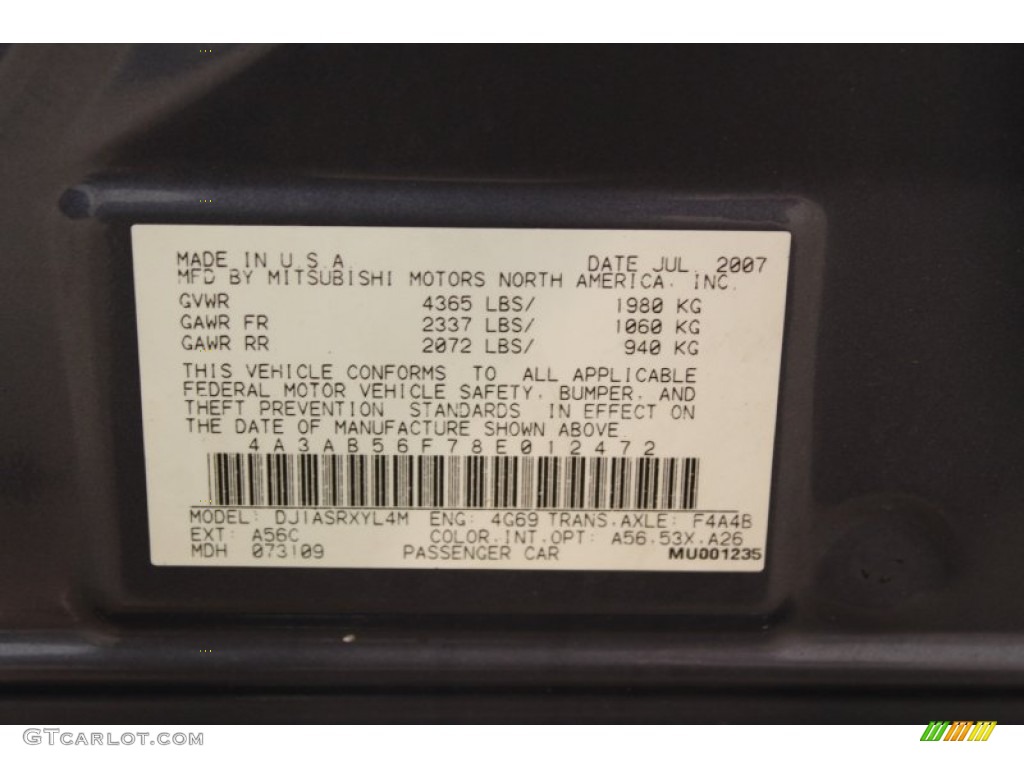 MADE IN U.S.A. DATE JUL. 2007
MFD BY MITSUBISHI MOTORS NORTH AMERICA. INC.
GVWR 4365 LBS/ 1980 KG
GAWR FR 2337 LBS/ 1060 KG
GAWR RR 2072 LBS/ 940 KG
THIS VEHICLE CONFORMS TO ALL APPLICABLE
FEDERAL MOTOR VEHICLE SAFETY. BUMPER. AND
THEFT PREVENTION STANDARDS IN EFFECT ON
THE DATE OF MANUFACTURE SHOWN ABOVE.
4A3AB56F78E012472
MODEL: DJ1ASRXYL4M ENG: 4G69 TRANS.AXLE: F4A4B
EXT: A56C COLOR.INT.OPT: A56.53X.A26
MDH 073109 PASSENGER CAR MU001235
GTCarlot.com